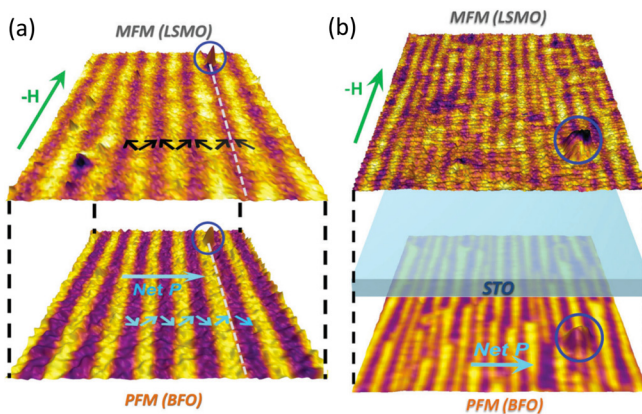 (a)
MFM (LSMO)
-H
Net P
PFM (BFO)
(b)
MFM (LSMO)
-H
STO
Net P
PFM (BFO)